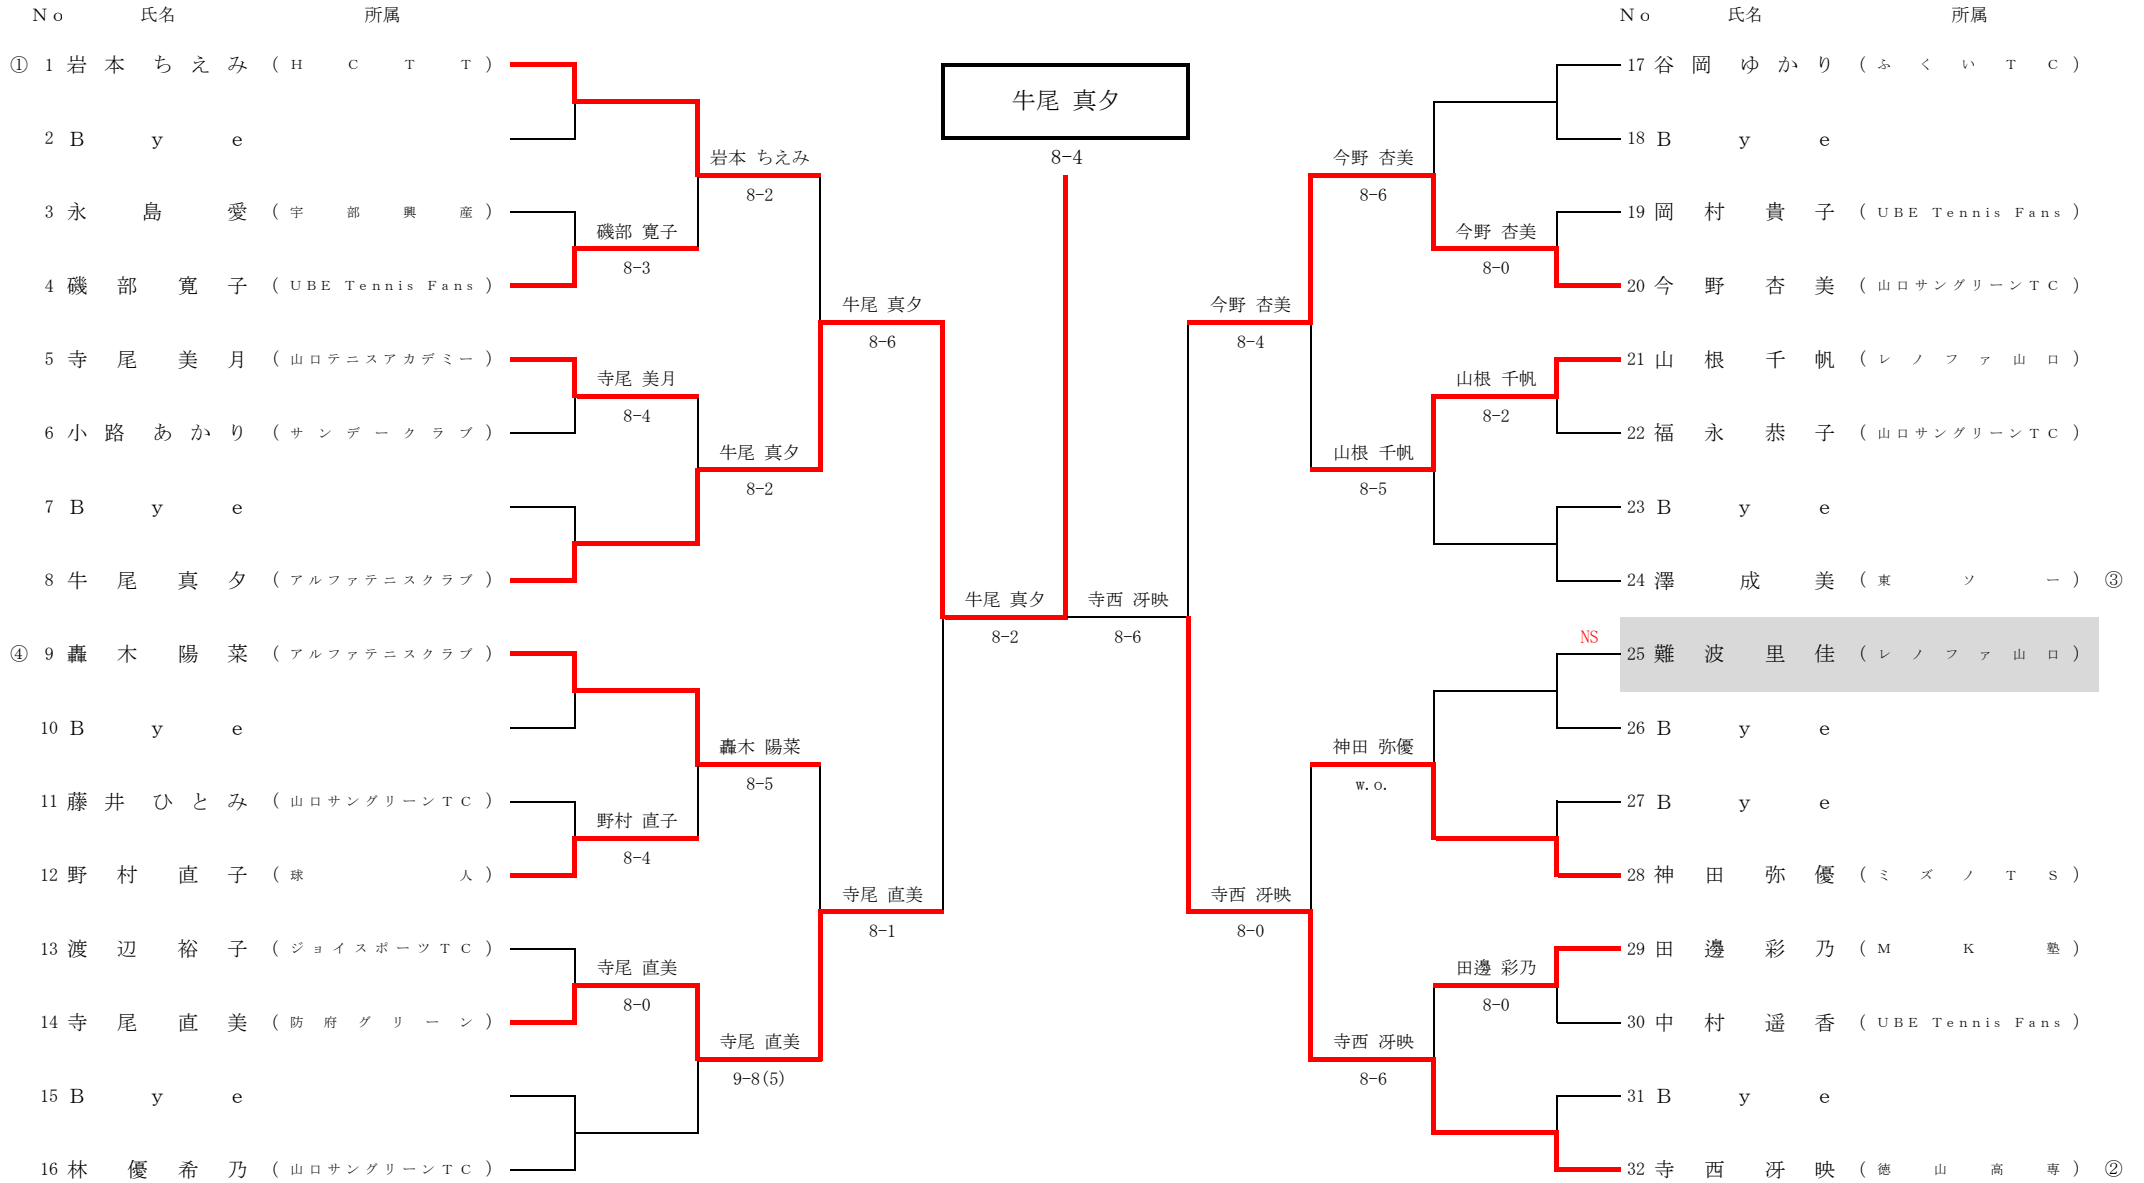 No 氏名 所属
① 1 岩本 ちえみ (HCTT)
2 Bye
3 永島 愛 (宇部興産)
4 磯部 寛子 (UBE Tennis Fans)
5 寺尾 美月 (山口テニスアカデミー)
6 小路 あかり (サンデークラブ)
7 Bye
8 牛尾 真夕 (アルファテニスクラブ)
④ 9 轟木 陽菜 (アルファテニスクラブ)
10 Bye
11 藤井 ひとみ (山口サングリーンTC)
12 野村 直子 (球人)
13 渡辺 裕子 (ジョイスポーツTC)
14 寺尾 直美 (防府グリーン)
15 Bye
16 林 優希乃 (山口サングリーンTC)
磯部 寛子
8-3
寺尾 美月
8-4
野村 直子
8-4
寺尾 直美
8-0
岩本 ちえみ
8-2
牛尾 真夕
8-2
轟木 陽菜
8-5
寺尾 直美
9-8(5)
牛尾 真夕
8-6
寺尾 直美
8-1
牛尾 真夕
8-2
牛尾 真夕
8-4
寺西 冴映
8-6
今野 杏美
8-4
寺西 冴映
8-0
今野 杏美
8-6
山根 千帆
8-5
神田 弥優
w.o.
寺西 冴映
8-6
今野 杏美
8-0
山根 千帆
8-2
田邊 彩乃
8-0
No 氏名 所属
17 谷岡 ゆかり (ふくいTC)
18 Bye
19 岡村 貴子 (UBE Tennis Fans)
20 今野 杏美 (山口サングリーンTC)
21 山根 千帆 (レノファ山口)
22 福永 恭子 (山口サングリーンTC)
23 Bye
24 澤 成美 (東ソー) ③
NS 25 難波 里佳 (レノファ山口)
26 Bye
27 Bye
28 神田 弥優 (ミズノTS)
29 田邊 彩乃 (MK塾)
30 中村 遥香 (UBE Tennis Fans)
31 Bye
32 寺西 冴映 (徳山高専) ②